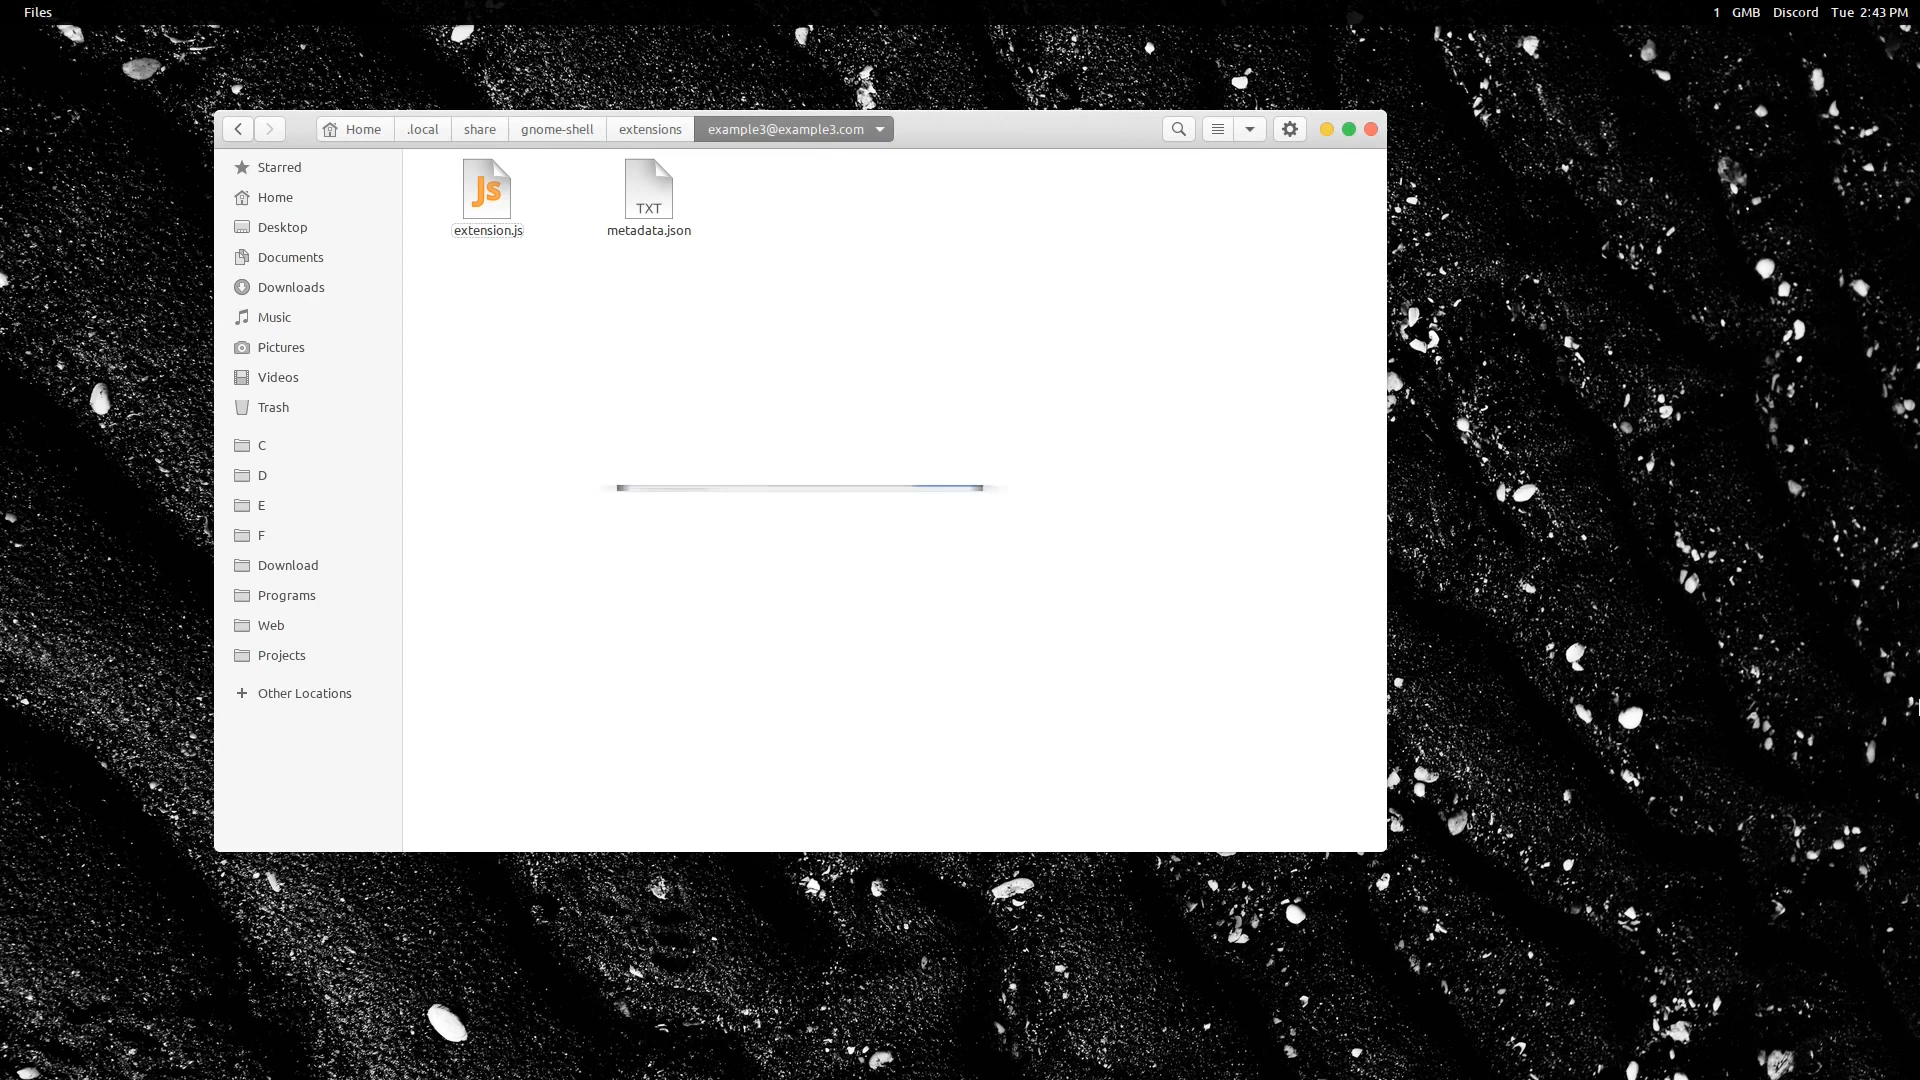 Files 1 GMB Discord Tue 2:43 PM
Home .local share gnome-shell extensions example3@example3.com
Starred
Home
Desktop
Documents
Downloads
Music
Pictures
Videos
Trash
C
D
E
F
Download
Programs
Web
Projects
Other Locations
Js TXT
extension.js metadata.json